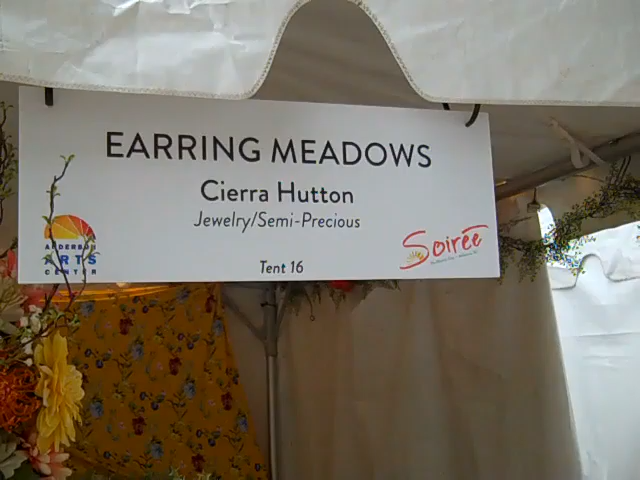 EARRING MEADOWS
Cierra Hutton
Jewelry/Semi-Precious
ANDERSON
ARTS
CENTER
Soirée
Tent 16